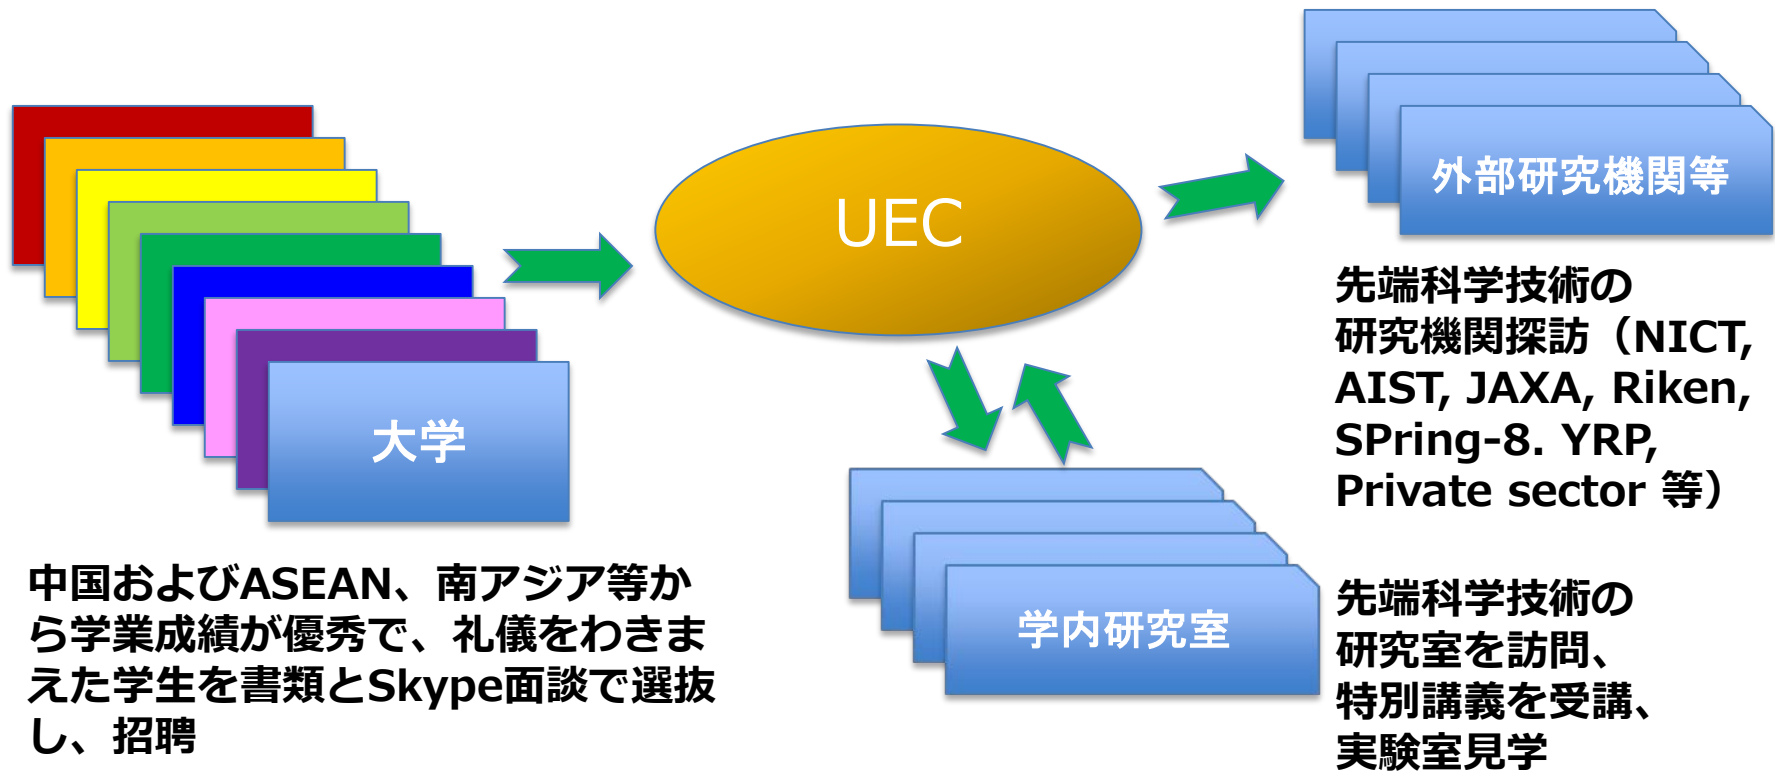 大学
中国およびASEAN、南アジア等か
ら学業成績が優秀で、礼儀をわきま
えた学生を書類とSkype面談で選抜
し、招聘
UEC
学内研究室
外部研究機関等
先端科学技術の
研究機関探訪（NICT,
AIST, JAXA, Riken,
SPring-8. YRP,
Private sector 等）
先端科学技術の
研究室を訪問、
特別講義を受講、
実験室見学